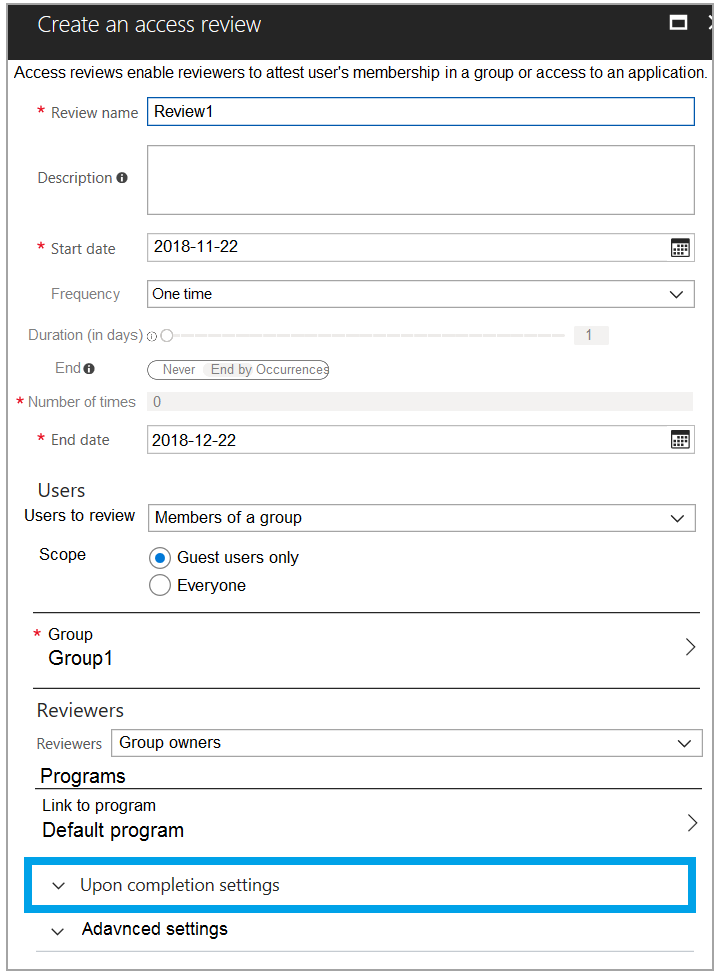 Create an access review
Access reviews enable reviewers to attest user's membership in a group or access to an application.
* Review name Review1
Description
* Start date 2018-11-22
Frequency One time
Duration (in days) 1
End Never End by Occurrences
* Number of times 0
* End date 2018-12-22
Users
Users to review Members of a group
Scope Guest users only
Everyone
* Group
Group1
Reviewers
Reviewers Group owners
Programs
Link to program
Default program
Upon completion settings
Adavnced settings